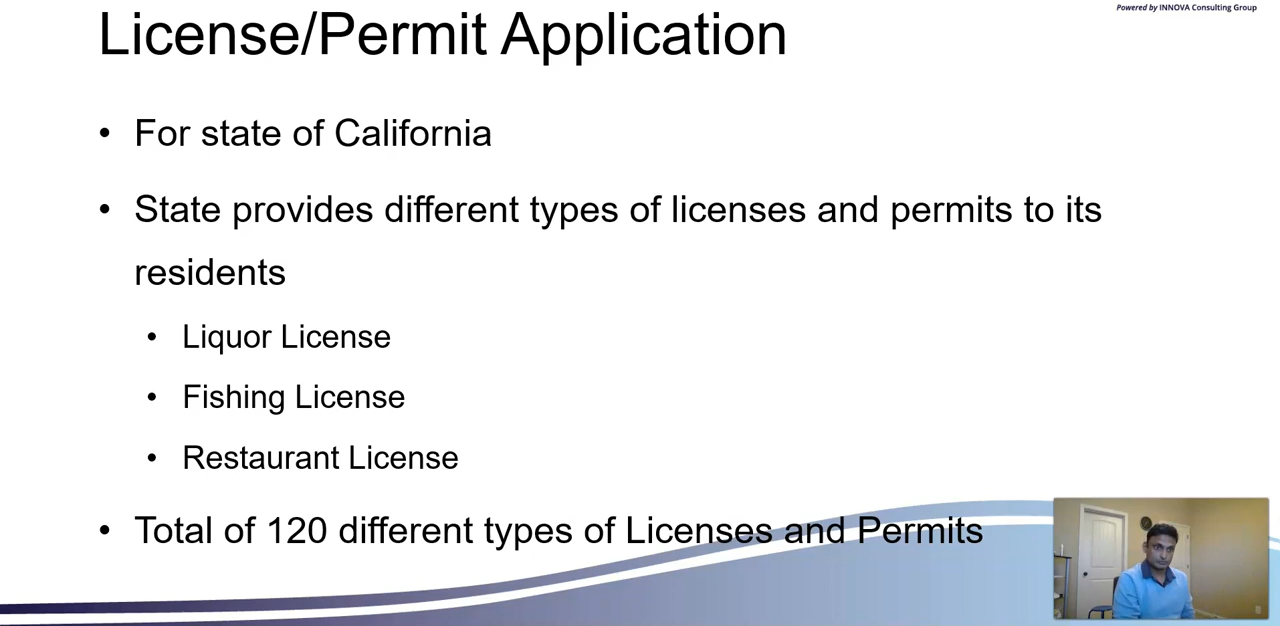 Powered by INNOVA Consulting Group
License/Permit Application
• For state of California
• State provides different types of licenses and permits to its
residents
• Liquor License
• Fishing License
• Restaurant License
• Total of 120 different types of Licenses and Permits